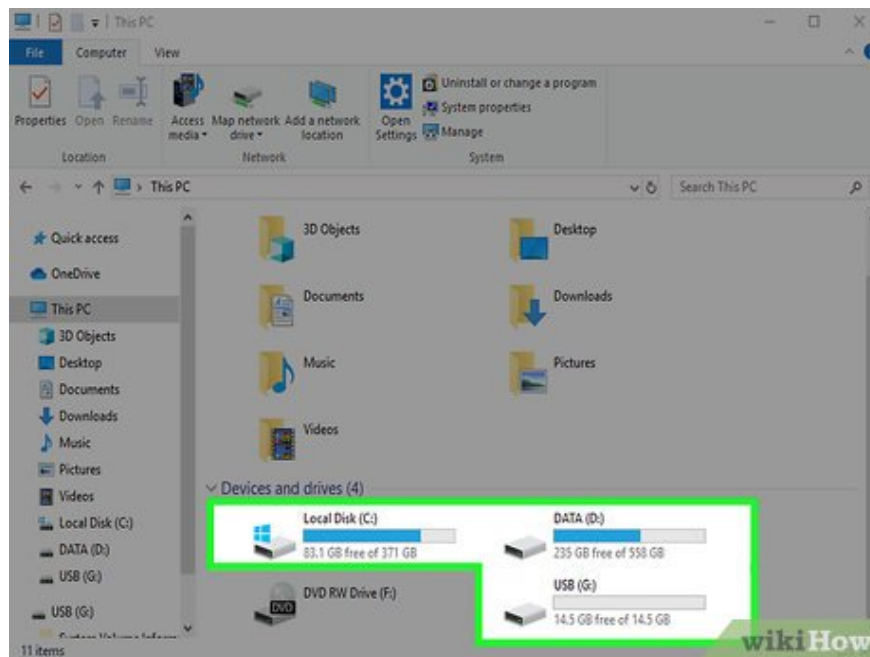 This PC
File Computer View
Properties Open Rename Access media Map network drive Add a network location Open Settings Uninstall or change a program
System properties
Manage
Location Network System
This PC Search This PC
Quick access
OneDrive
This PC
3D Objects
Desktop
Documents
Downloads
Music
Pictures
Videos
Local Disk (C:)
DATA (D:)
USB (G:)
USB (G:)
11 items
3D Objects Desktop
Documents Downloads
Music Pictures
Videos
Devices and drives (4)
Local Disk (C:) DATA (D:)
83.1 GB free of 371 GB 235 GB free of 558 GB
DVD RW Drive (F:) USB (G:)
DVD 14.5 GB free of 14.5 GB
wikiHow